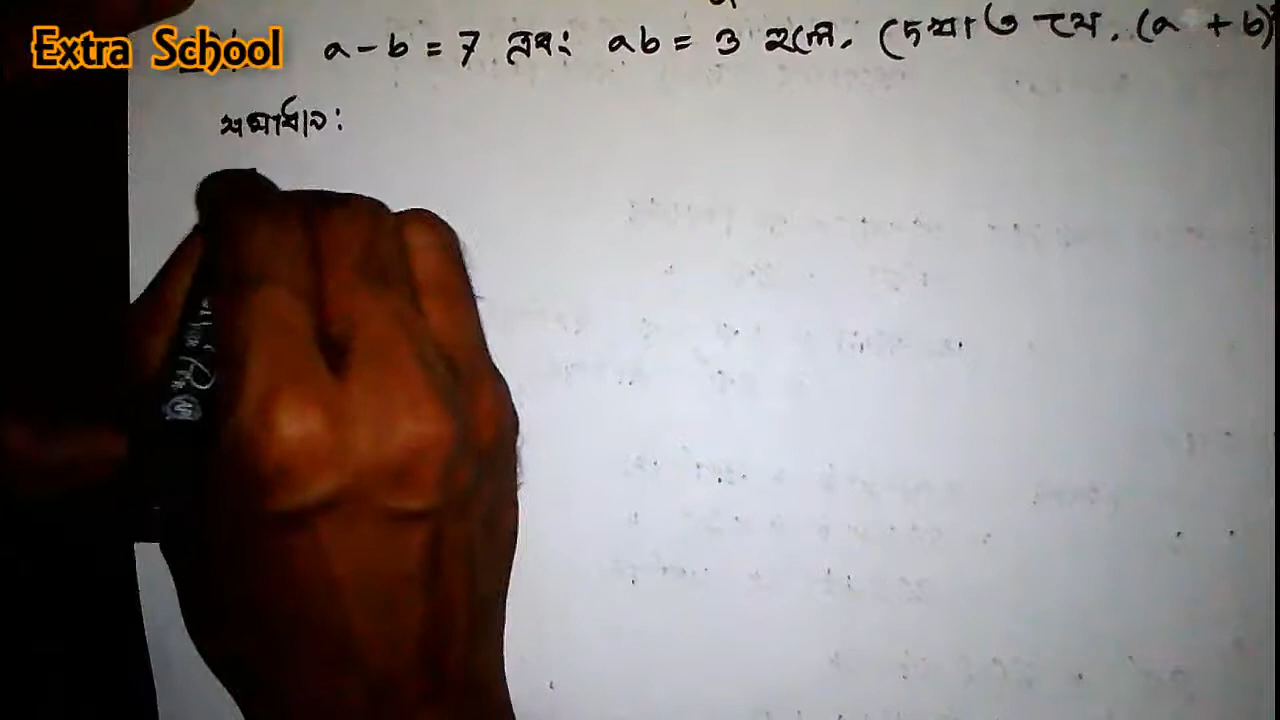 Extra School
a - b = 7 এবং ab = 3 হলে, দেখাও যে, (a + b)
সমাধান: